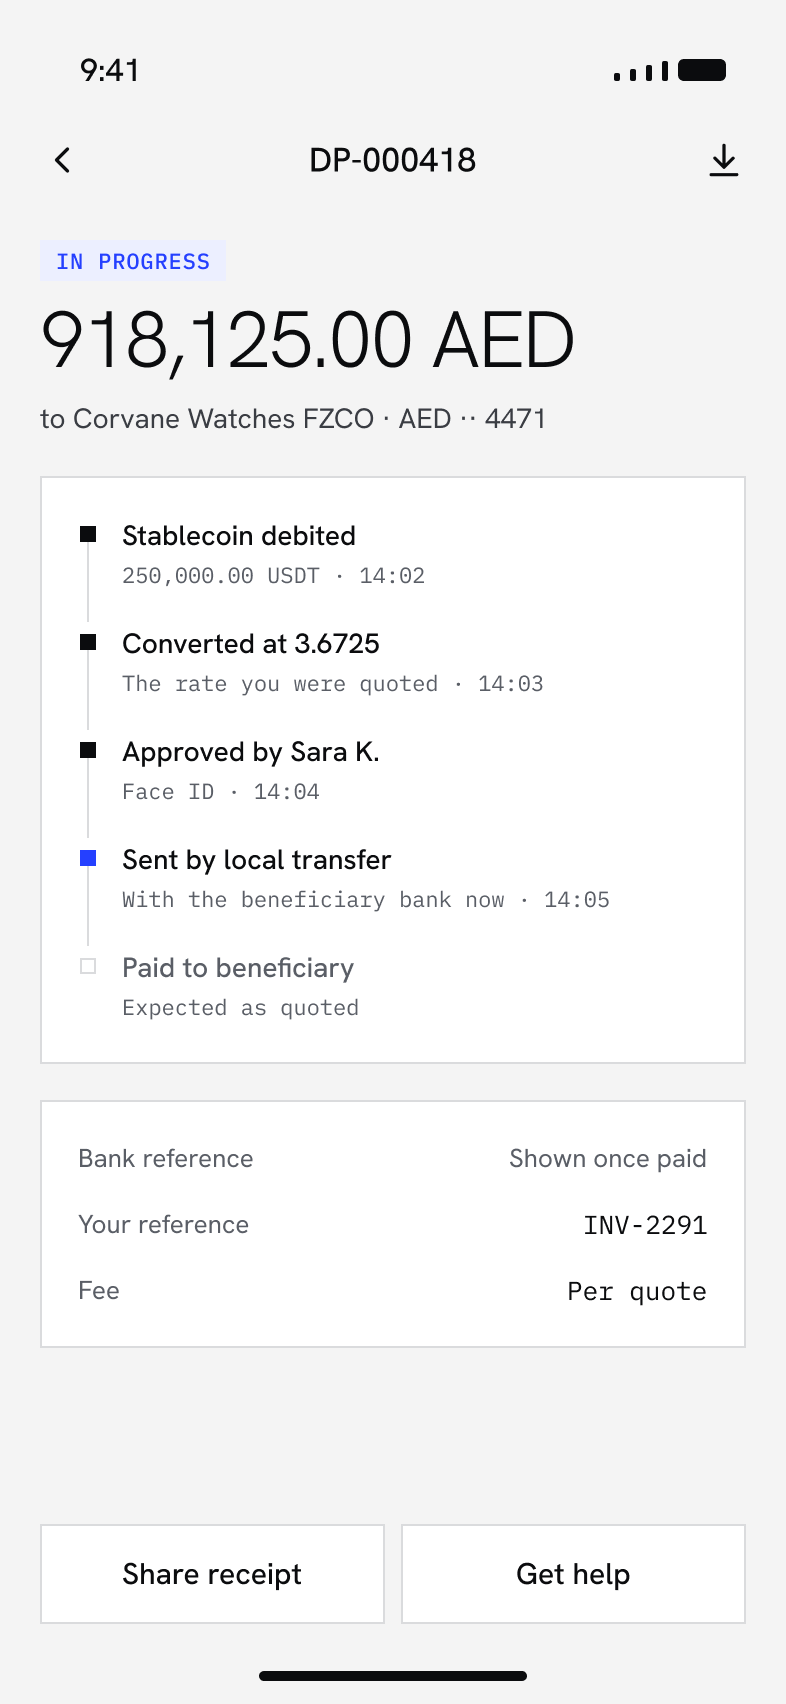 9:41
DP-000418
IN PROGRESS
918,125.00 AED
to Corvane Watches FZCO · AED ·· 4471
Stablecoin debited
250,000.00 USDT · 14:02
Converted at 3.6725
The rate you were quoted · 14:03
Approved by Sara K.
Face ID · 14:04
Sent by local transfer
With the beneficiary bank now · 14:05
Paid to beneficiary
Expected as quoted
Bank reference Shown once paid
Your reference INV-2291
Fee Per quote
Share receipt Get help